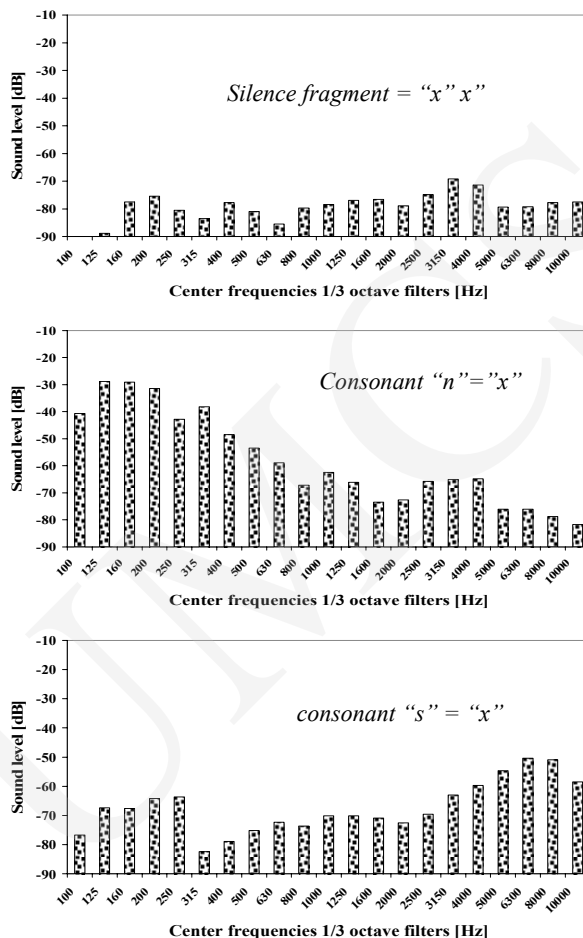 -10
-20
-30
-40
-50
-60
-70
-80
-90
Sound level [dB]
Silence fragment = “x” x”
100 125 160 200 250 315 400 500 630 800 1000 1250 1600 2000 2500 3150 4000 5000 6300 8000 10000
Center frequencies 1/3 octave filters [Hz]
-10
-20
-30
-40
-50
-60
-70
-80
-90
Sound level [dB]
Consonant “n”=”x”
100 125 160 200 250 315 400 500 630 800 1000 1250 1600 2000 2500 3150 4000 5000 6300 8000 10000
Center frequencies 1/3 octave filters [Hz]
-10
-20
-30
-40
-50
-60
-70
-80
-90
Sound level [dB]
consonant “s” = “x”
100 125 160 200 250 315 400 500 630 800 1000 1250 1600 2000 2500 3150 4000 5000 6300 8000 10000
Center frequencies 1/3 octave filters [Hz]
UMCS